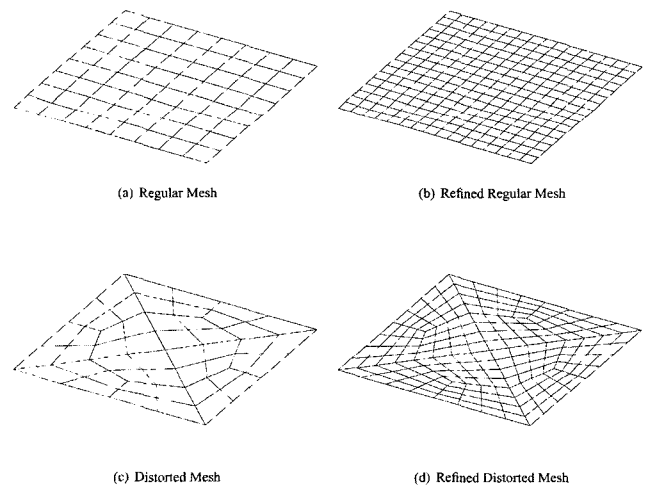 (a) Regular Mesh
(b) Refined Regular Mesh
(c) Distorted Mesh
(d) Refined Distorted Mesh